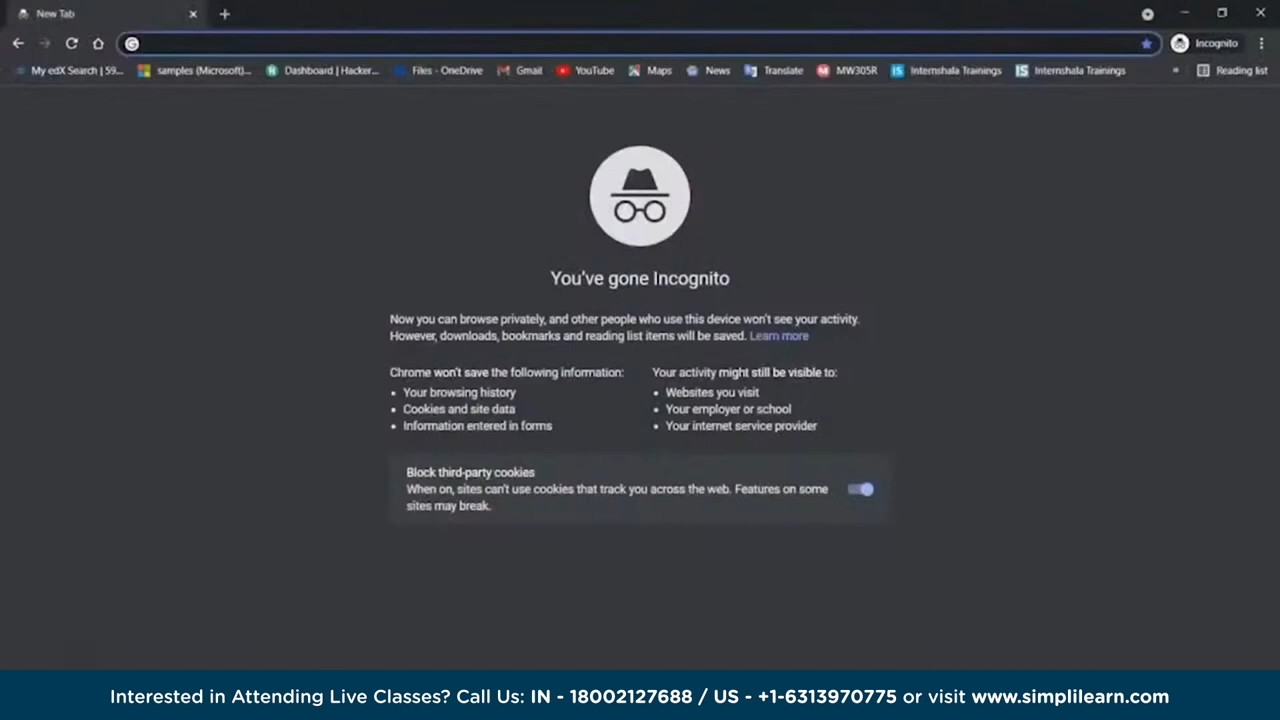 New Tab
Incognito
My edX Search | 59...
samples (Microsoft)...
Dashboard | Hacker...
Files - OneDrive
Gmail
YouTube
Maps
News
Translate
MW305R
Internshala Trainings
Internshala Trainings
Reading list
You've gone Incognito
Now you can browse privately, and other people who use this device won't see your activity.
However, downloads, bookmarks and reading list items will be saved. Learn more
Chrome won't save the following information:
• Your browsing history
• Cookies and site data
• Information entered in forms
Your activity might still be visible to:
• Websites you visit
• Your employer or school
• Your internet service provider
Block third-party cookies
When on, sites can't use cookies that track you across the web. Features on some
sites may break.
Interested in Attending Live Classes? Call Us: IN - 18002127688 / US - +1-6313970775 or visit www.simplilearn.com